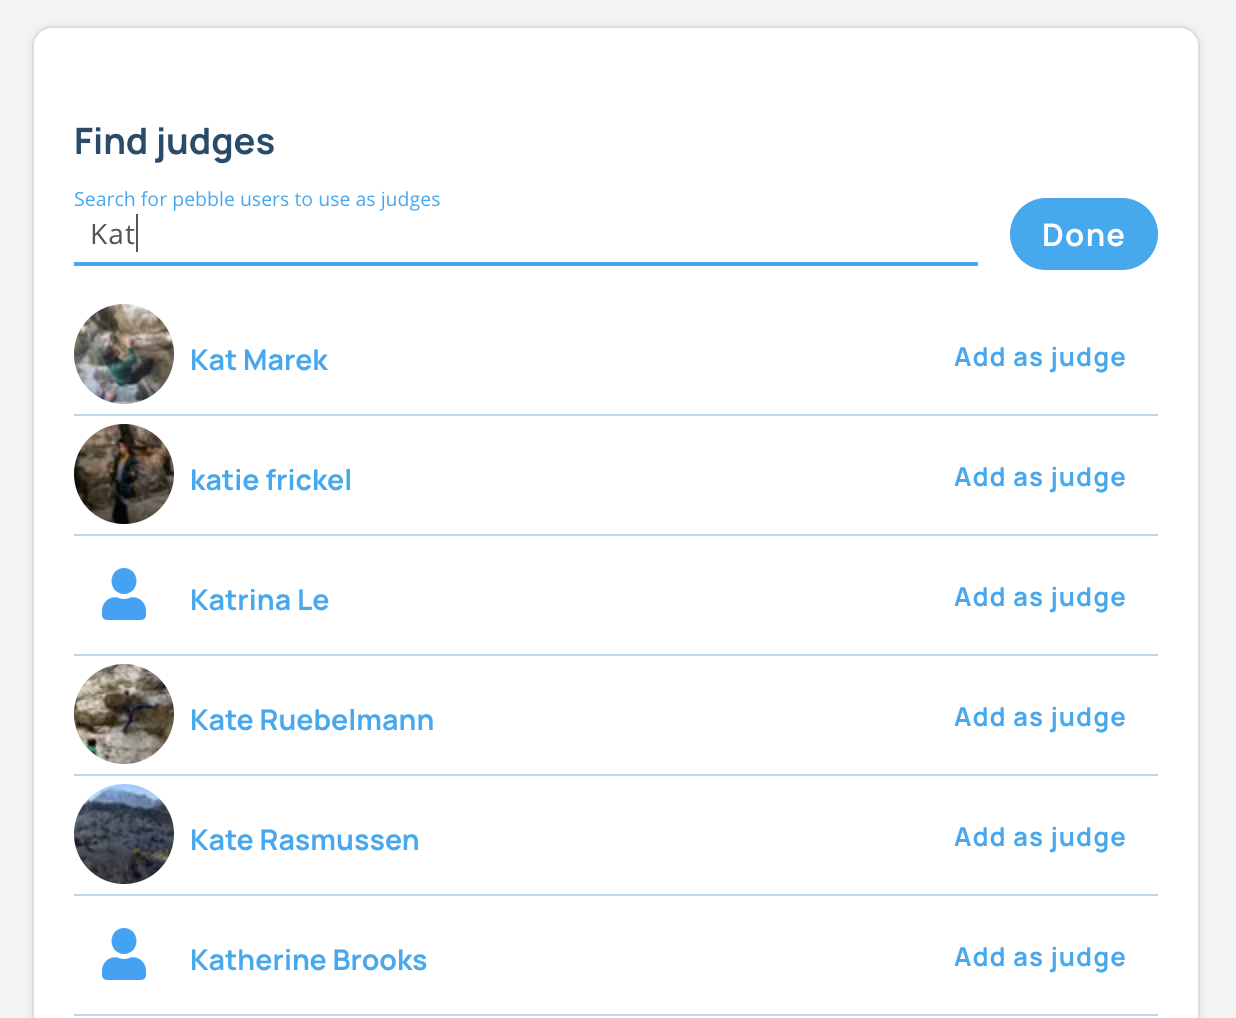 Find judges
Search for pebble users to use as judges
Kat
Done
Kat Marek
Add as judge
katie frickel
Add as judge
Katrina Le
Add as judge
Kate Ruebelmann
Add as judge
Kate Rasmussen
Add as judge
Katherine Brooks
Add as judge